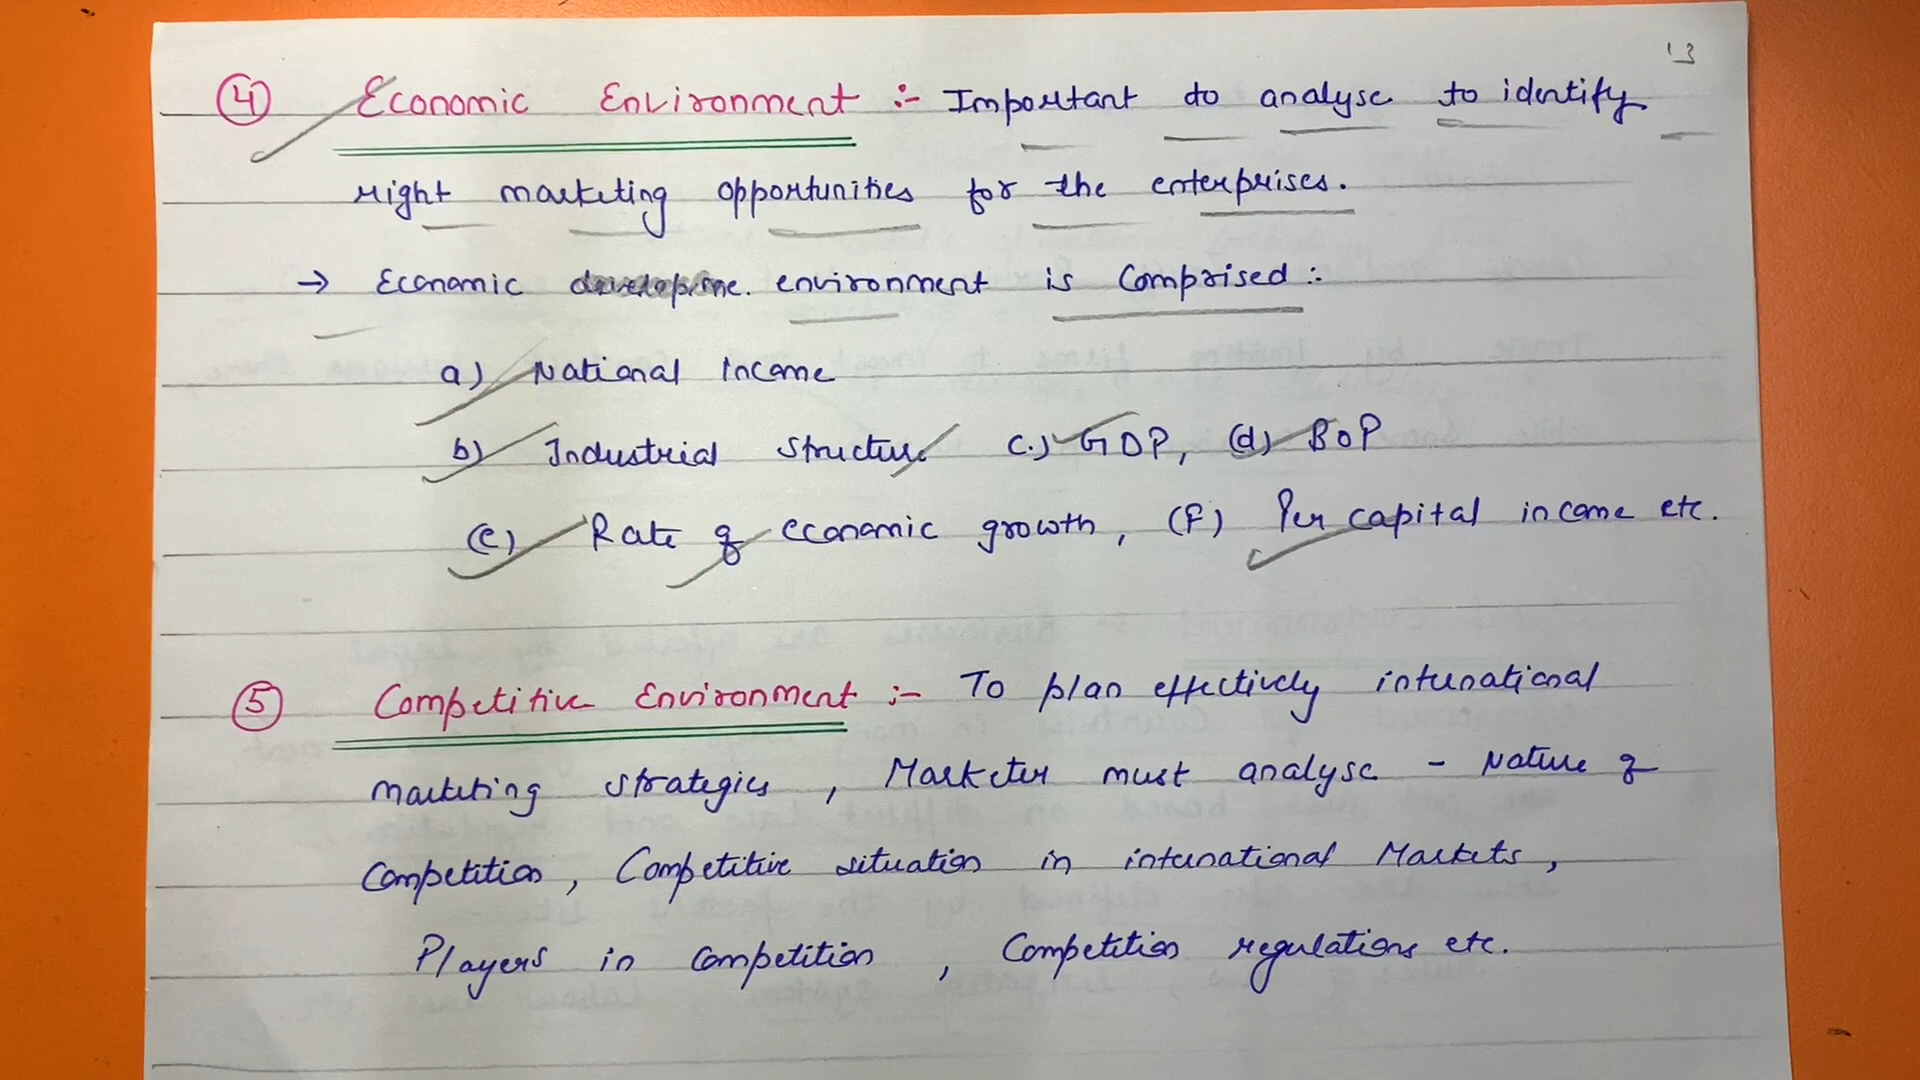 13
④ Economic Environment :- Important to analyse to identify
right marketing opportunities for the enterprises.
→ Economic environment is Comprised :-
a) National Income
b) Industrial Structure c.) GDP, (d) BOP
(e) Rate of economic growth, (F) Per capital income etc.
⑤ Competitive Environment :- To plan effectively international
marketing strategies, Marketer must analyse - Nature of
Competition, Competitive situation in international Markets,
Players in Competition, Competition regulations etc.